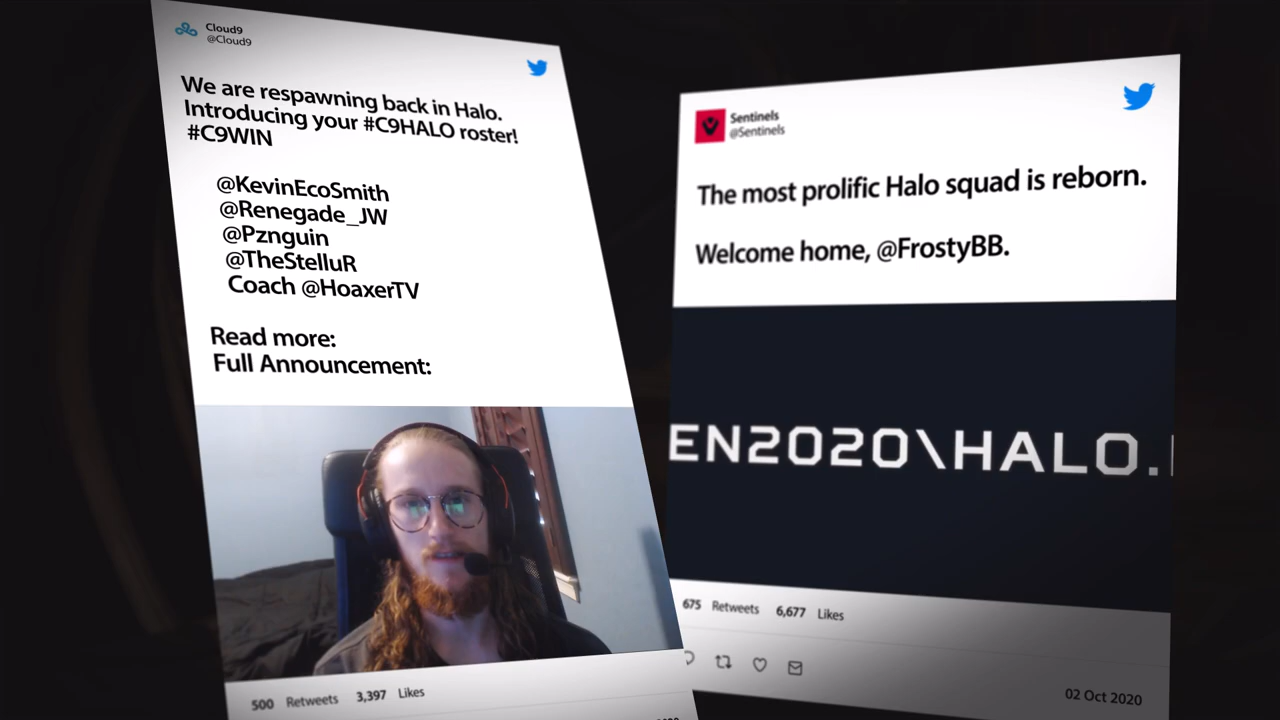 Cloud9
@Cloud9
We are respawning back in Halo.
Introducing your #C9HALO roster!
#C9WIN
@KevinEcoSmith
@Renegade_JW
@Pznguin
@TheStelluR
Coach @HoaxerTV
Read more:
Full Announcement:
500 Retweets 3,397 Likes
Sentinels
@Sentinels
The most prolific Halo squad is reborn.
Welcome home, @FrostyBB.
EN2020\HALO.
675 Retweets 6,677 Likes
02 Oct 2020